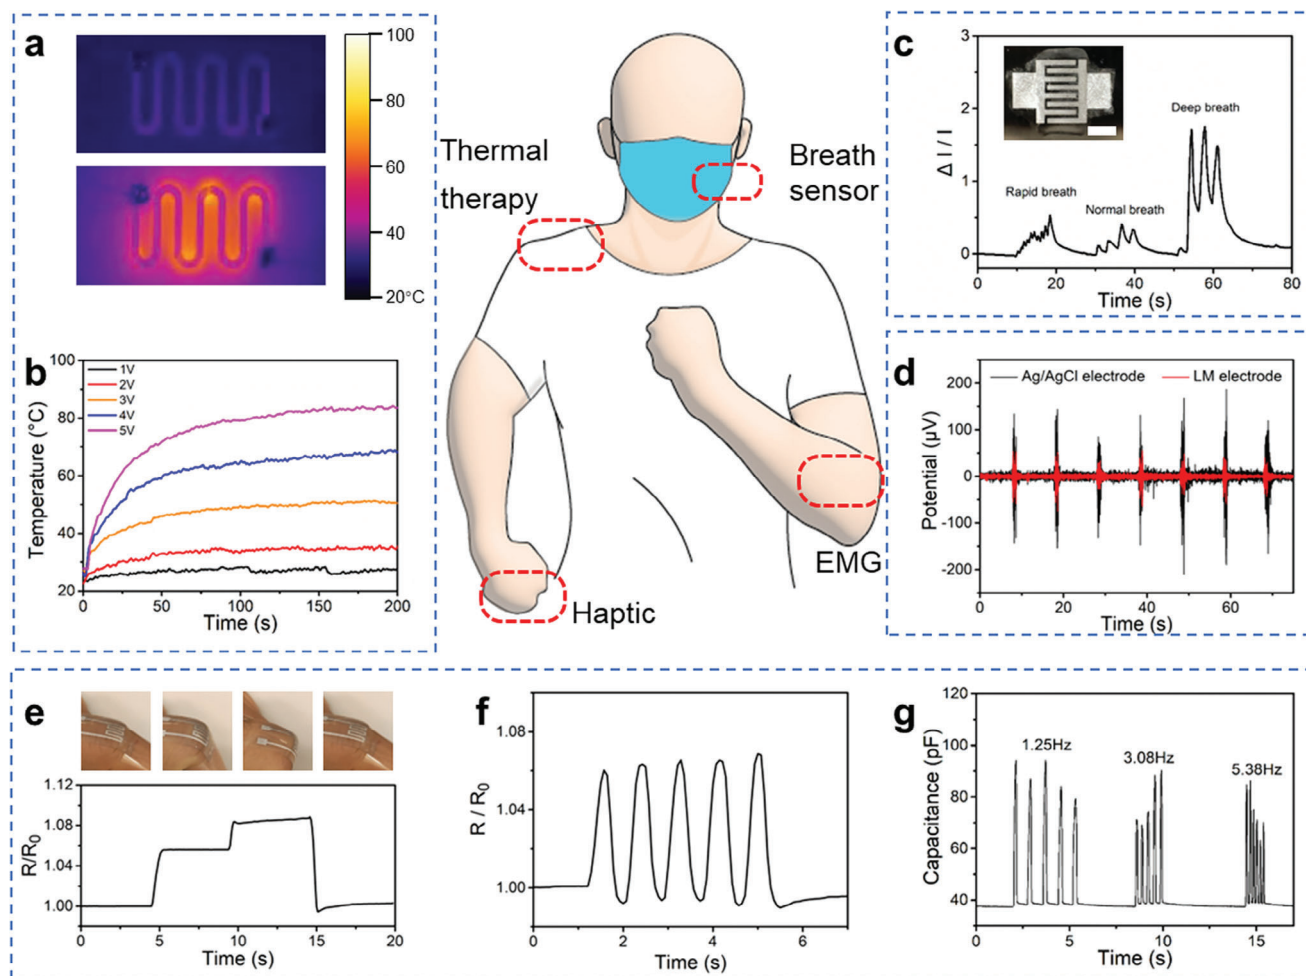 a
100
80
60
40
20°C
b
100
80
60
40
20
1V
2V
3V
4V
5V
Temperature (°C)
0
50
100
150
200
Time (s)
Thermal
therapy
Breath
sensor
EMG
Haptic
c
3
2
1
0
Δ I / I
Rapid breath
Normal breath
Deep breath
0
20
40
60
80
Time (s)
d
Ag/AgCl electrode
LM electrode
200
100
0
-100
-200
Potential (µV)
0
20
40
60
Time (s)
e
1.12
1.08
1.04
1.00
R/R0
0
5
10
15
20
Time (s)
f
1.08
1.04
1.00
R / R0
0
2
4
6
Time (s)
g
120
100
80
60
40
Capacitance (pF)
1.25Hz
3.08Hz
5.38Hz
0
5
10
15
Time (s)